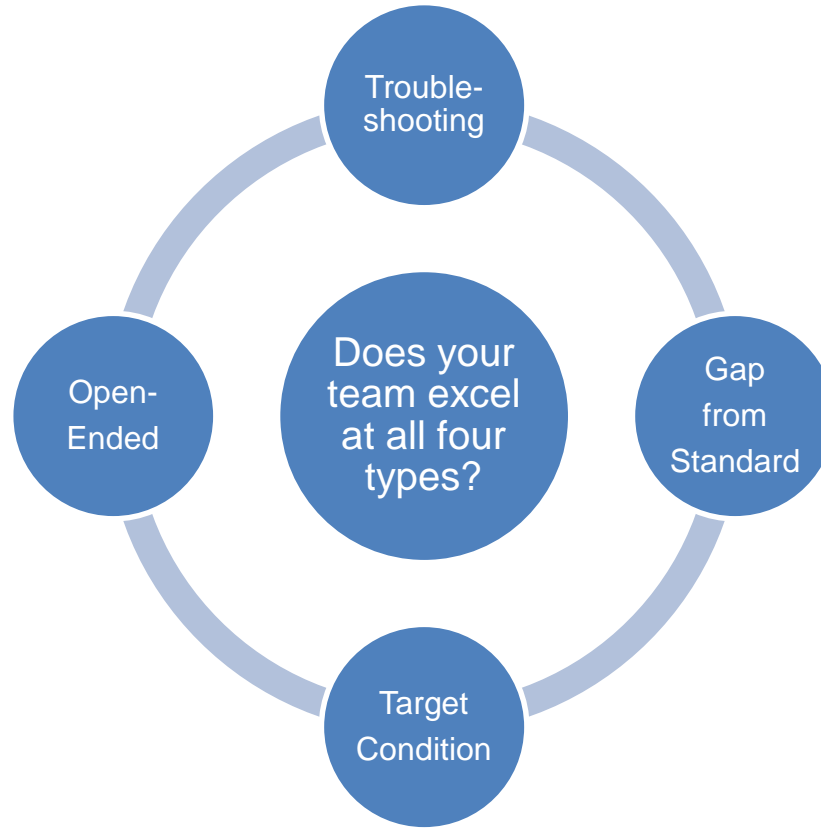 Trouble-
shooting
Gap
from
Standard
Target
Condition
Open-
Ended
Does your
team excel
at all four
types?